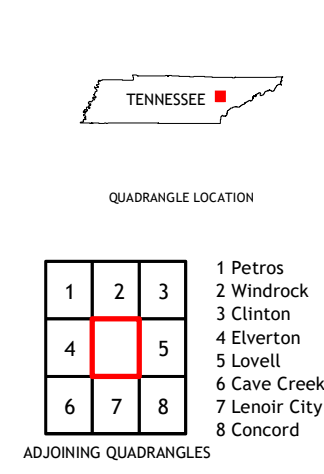 TENNESSEE
QUADRANGLE LOCATION
1 2 3
4 5
6 7 8
1 Petros
2 Windrock
3 Clinton
4 Elverton
5 Lovell
6 Cave Creek
7 Lenoir City
8 Concord
ADJOINING QUADRANGLES